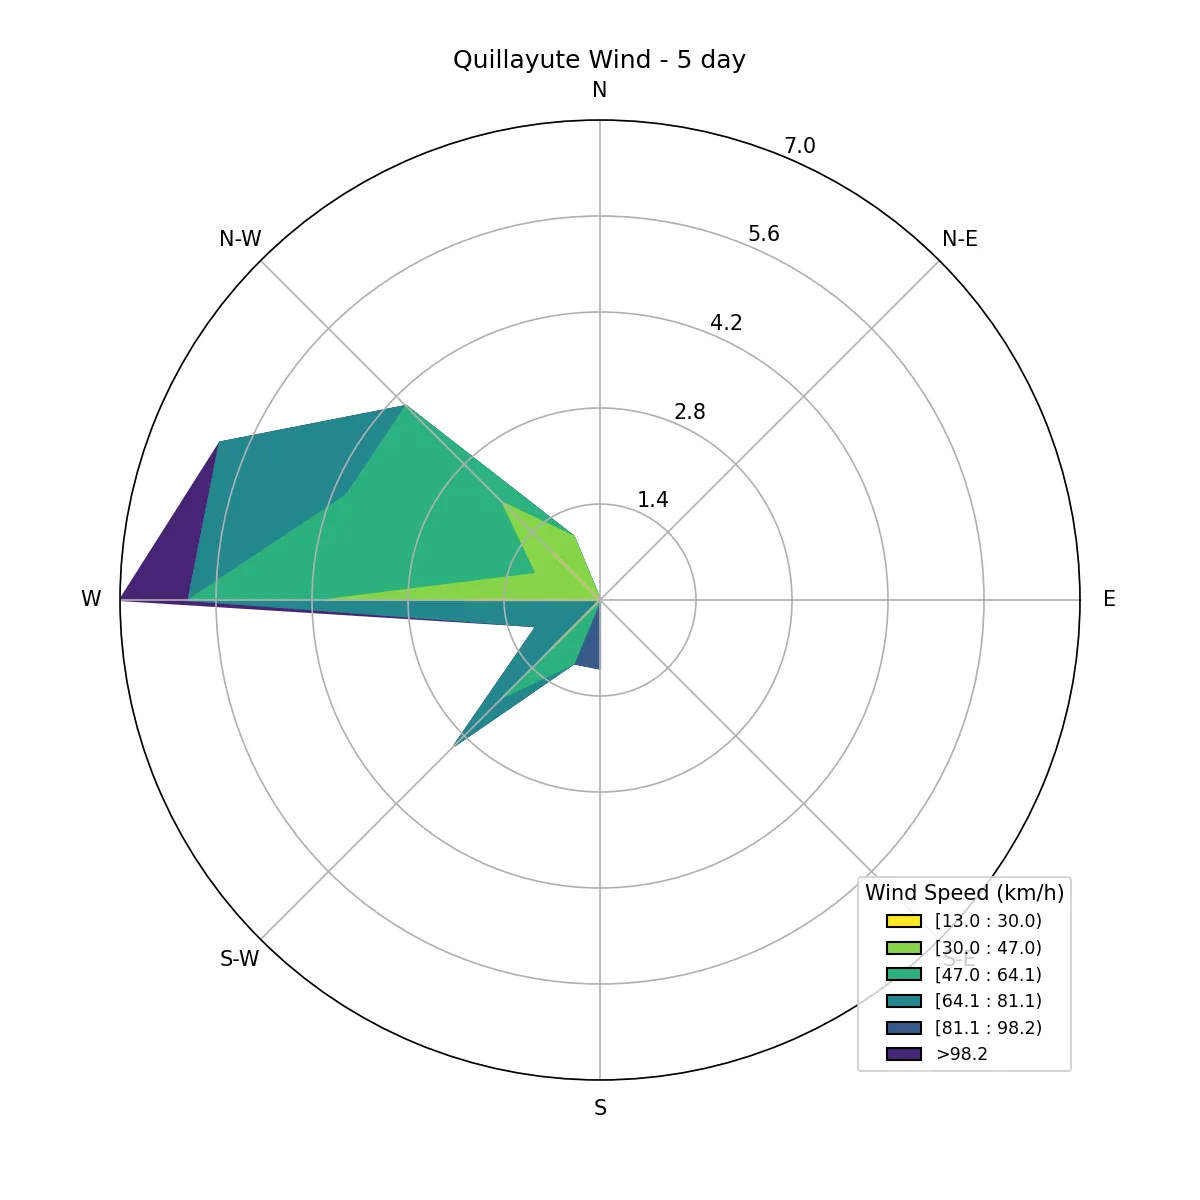 Quillayute Wind - 5 day
N
7.0
N-W
N-E
5.6
4.2
2.8
1.4
W
E
Wind Speed (km/h)
[13.0 : 30.0)
[30.0 : 47.0)
S-W
S-E
[47.0 : 64.1)
[64.1 : 81.1)
[81.1 : 98.2)
>98.2
S